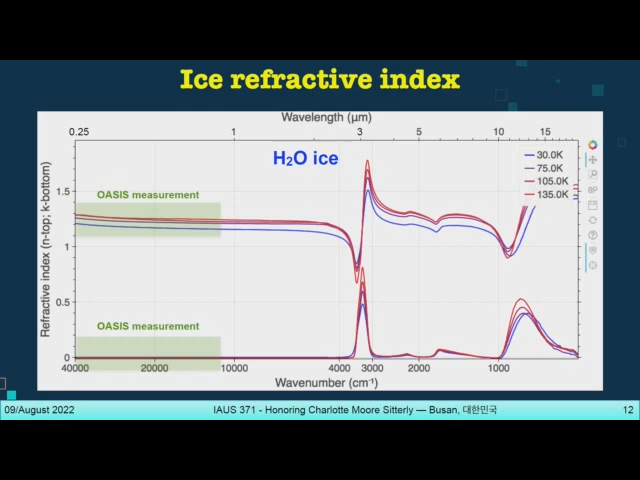 Ice refractive index
Wavelength (μm)
0.25 1 3 5 10 15
H₂O ice
30.0K
75.0K
105.0K
135.0K
OASIS measurement
OASIS measurement
Refractive index (n-top; k-bottom)
1.5
1
0.5
0
40000 20000 10000 4000 3000 2000 1000
Wavenumber (cm⁻¹)
09/August 2022 IAUS 371 - Honoring Charlotte Moore Sitterly — Busan, 대한민국 12